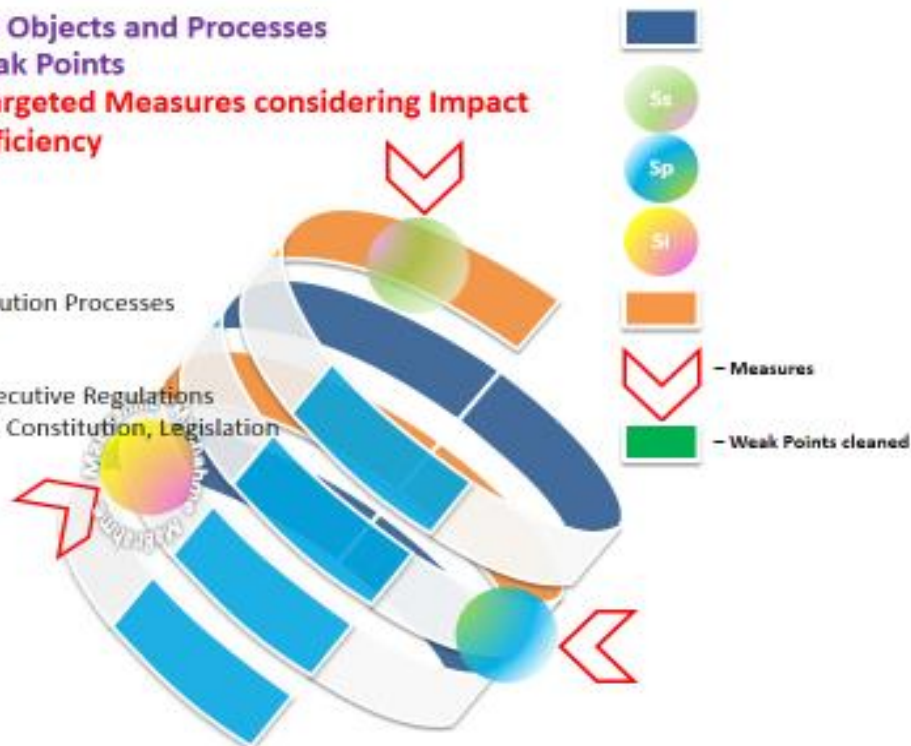 Objects and Processes
ak Points
argeted Measures considering Impact
ficiency
Ss
Sp
Si
ution Processes
– Measures
ecutive Regulations
Constitution, Legislation
– Weak Points cleaned